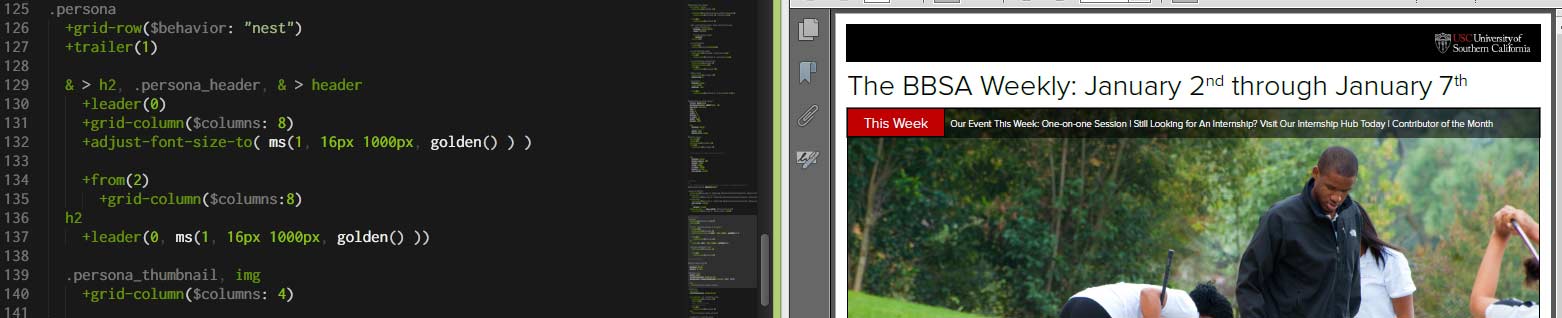 125 .persona
126 +grid-row($behavior: "nest")
127 +trailer(1)
128
129 & > h2, .persona_header, & > header
130 +leader(0)
131 +grid-column($columns: 8)
132 +adjust-font-size-to( ms(1, 16px 1000px, golden() ) )
133
134 +from(2)
135 +grid-column($columns:8)
136 h2
137 +leader(0, ms(1, 16px 1000px, golden() ))
138
139 .persona_thumbnail, img
140 +grid-column($columns: 4)
141
USC University of
Southern California
The BBSA Weekly: January 2nd through January 7th
This Week
Our Event This Week: One-on-one Session | Still Looking for An Internship? Visit Our Internship Hub Today | Contributor of the Month